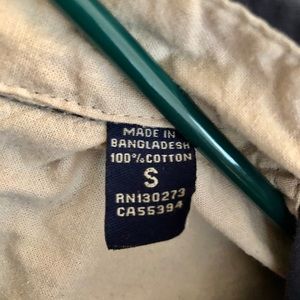 MADE IN
BANGLADESH
100% COTTON
S
RN130273
CA55394